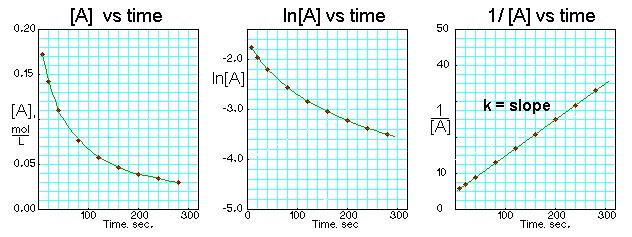 [A] vs time
0.20
0.15
[A],
mol
L
0.05
0.00
100
200
300
Time, sec,
ln[A] vs time
-2.0
ln[A]
-3.0
-4.0
-5.0
0
100
200
300
Time, sec.
1/ [A] vs time
50
40
1
[A]
10
0
k = slope
0
100
200
300
Time, sec,